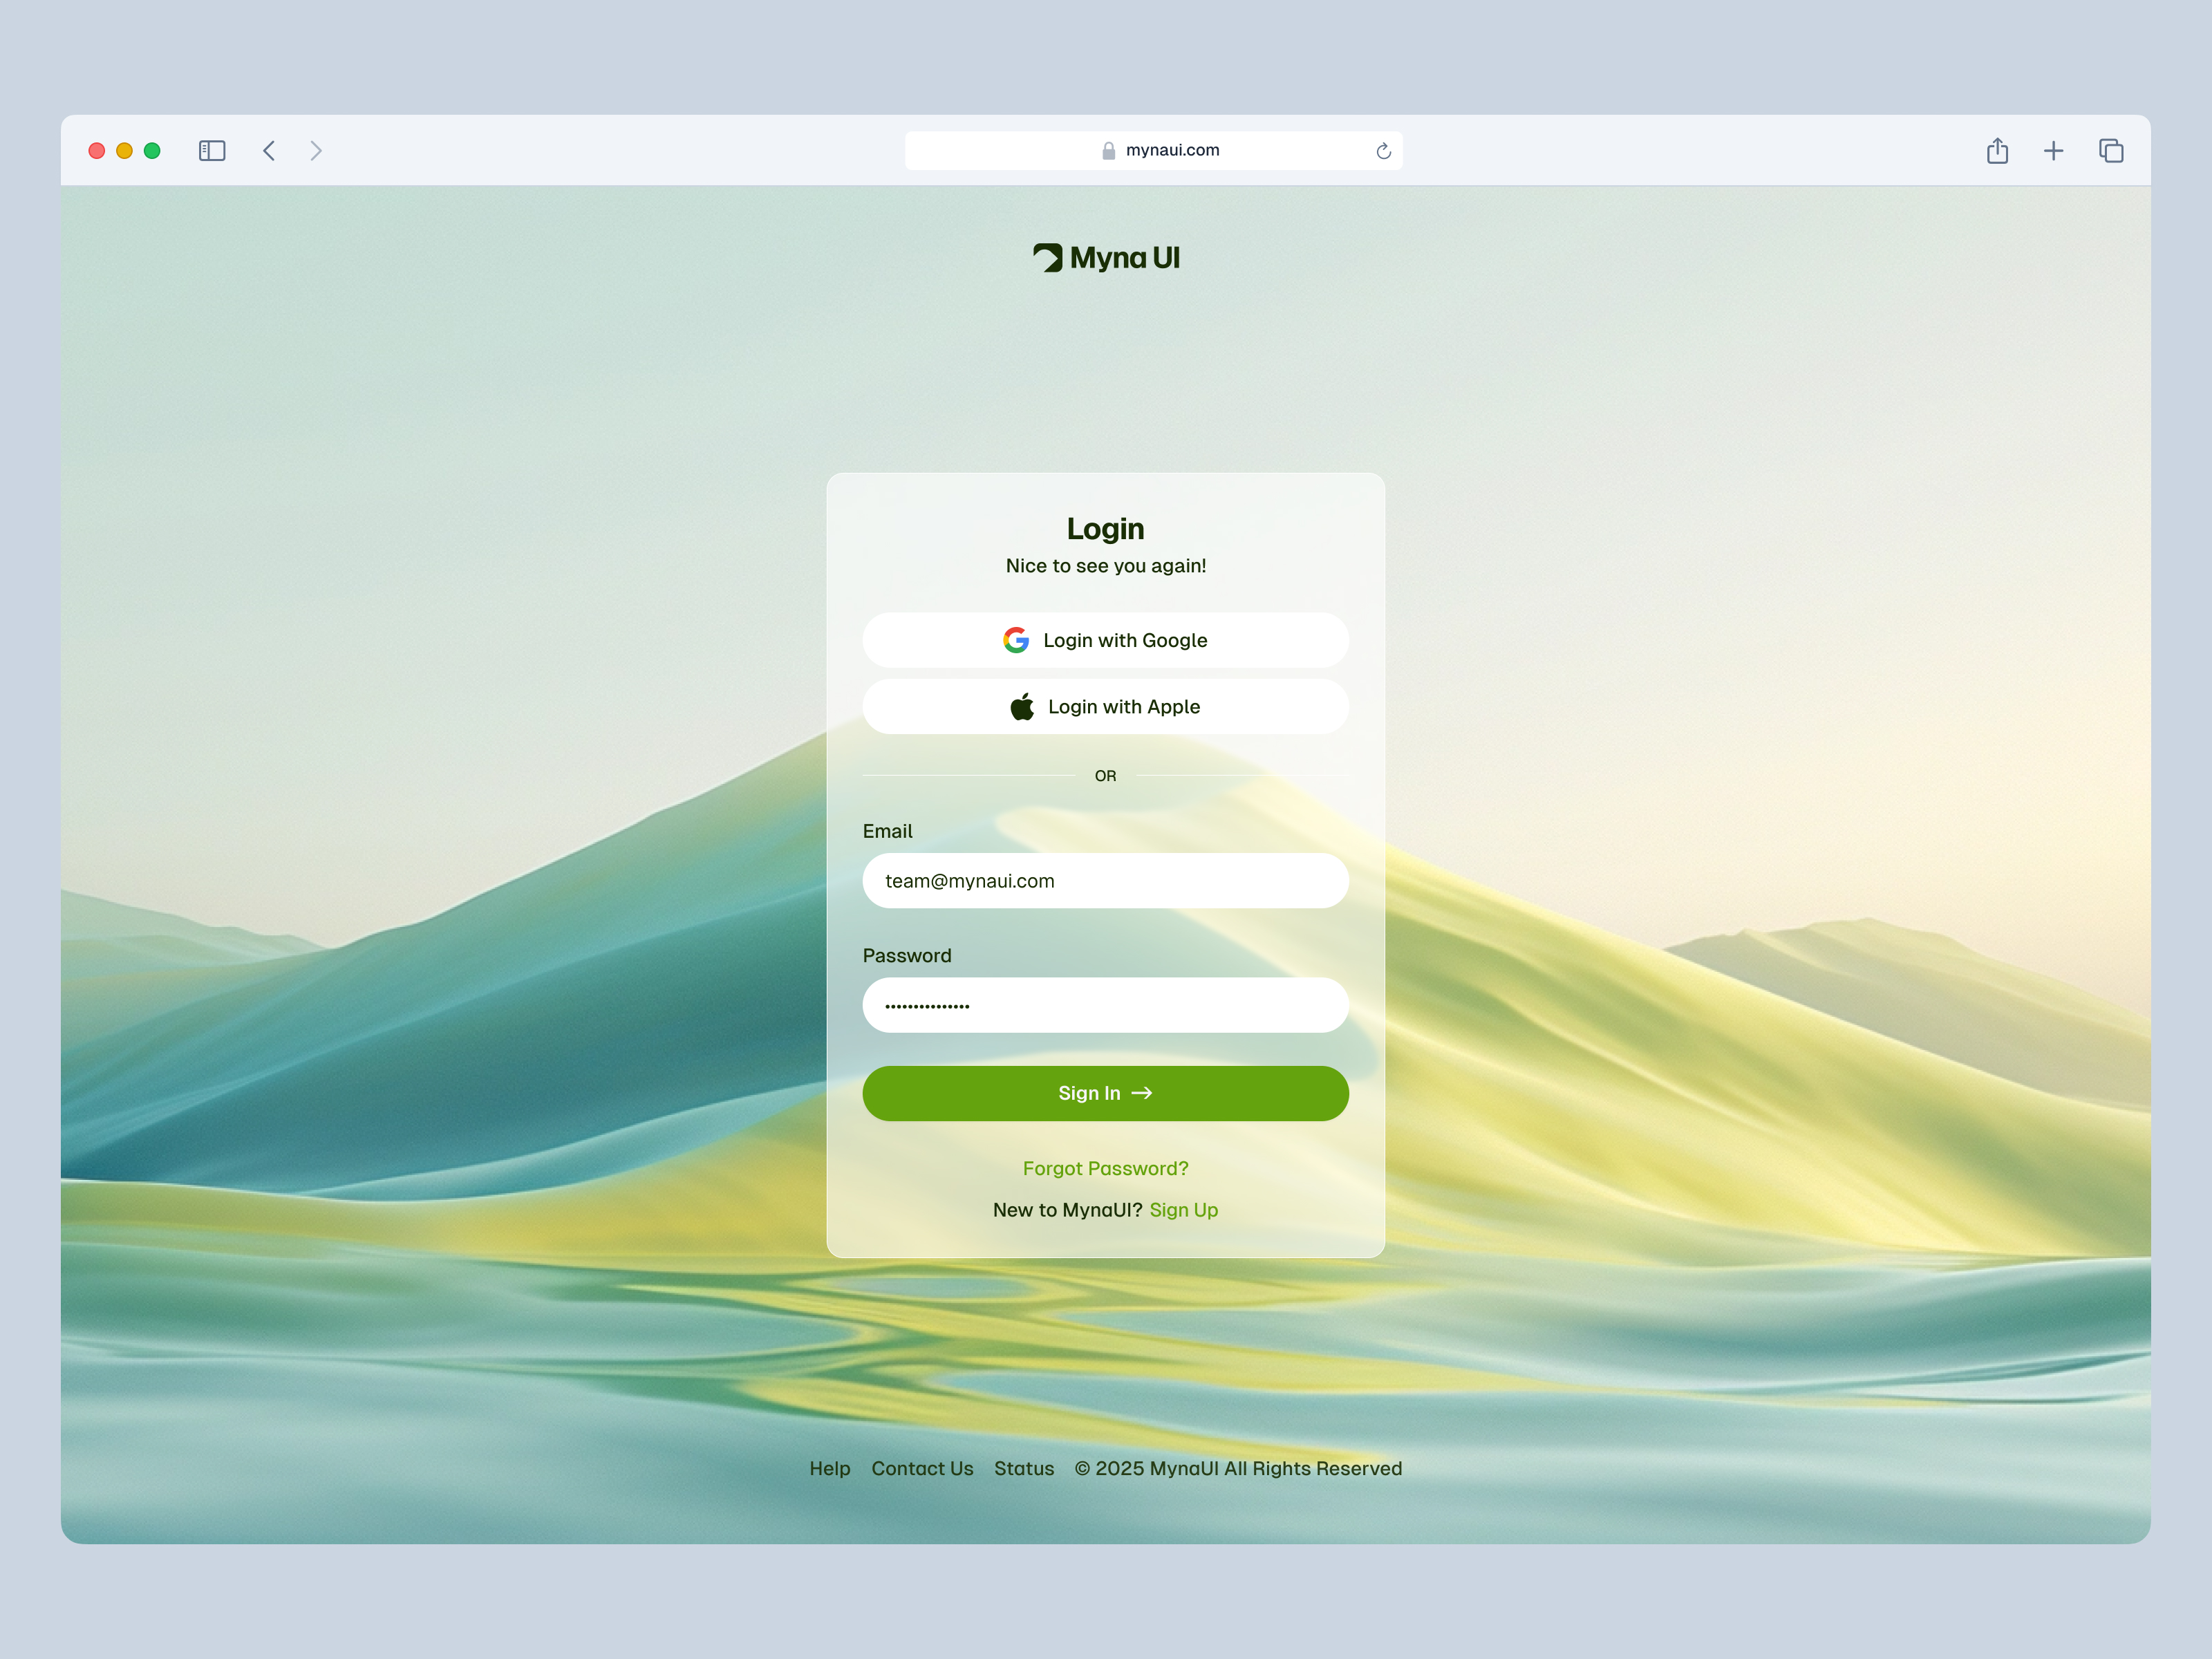 mynaui.com
Myna UI
Login
Nice to see you again!
Login with Google
Login with Apple
OR
Email
team@mynaui.com
Password
•••••••••••••••
Sign In →
Forgot Password?
New to MynaUI? Sign Up
Help Contact Us Status © 2025 MynaUI All Rights Reserved